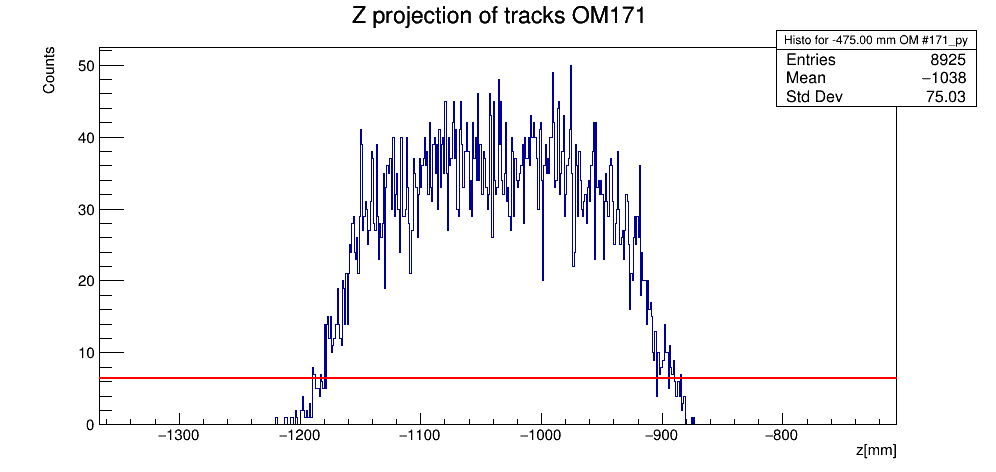 Z projection of tracks OM171
Histo for -475.00 mm OM #171_py
Entries 8925
Mean −1038
Std Dev 75.03
Counts
50
40
30
20
10
0
−1300 −1200 −1100 −1000 −900 −800
z[mm]